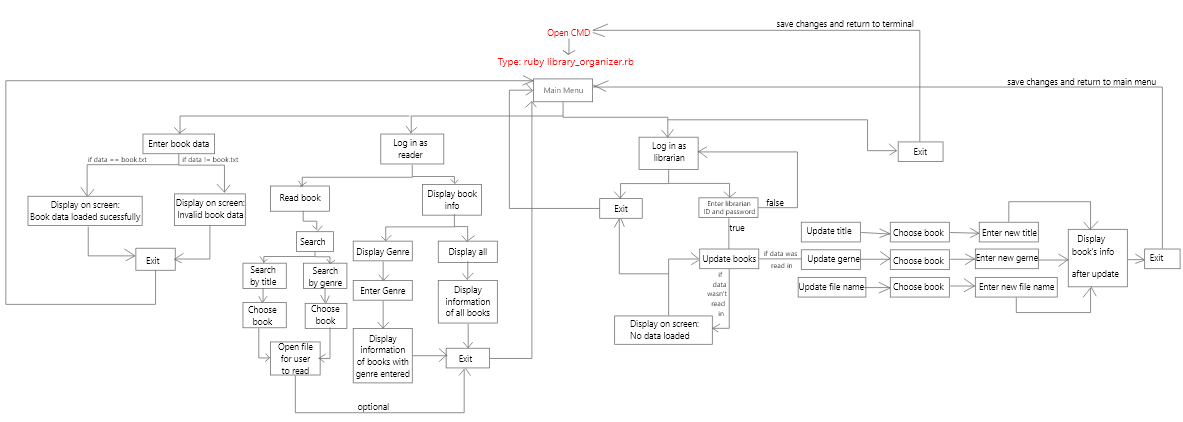 save changes and return to terminal
Open CMD
Type: ruby library_organizer.rb
save changes and return to main menu
Main Menu
Enter book data
if data == book.txt
if data != book.txt
Display on screen:
Book data loaded sucessfully
Display on screen:
Invalid book data
Exit
Log in as
reader
Read book
Search
Search
by title
Search
by genre
Choose
book
Choose
book
Open file
for user
to read
optional
Display book
info
Display Genre
Enter Genre
Display
information
of books with
genre entered
Display all
Display
information
of all books
Exit
Log in as
librarian
Exit
Enter librarian
ID and password
false
true
Update books
if data was
read in
if
data
wasn't
read
in
Display on screen:
No data loaded
Update title
Choose book
Enter new title
Update gerne
Choose book
Enter new gerne
Update file name
Choose book
Enter new file name
Display
book's info
after update
Exit
Exit